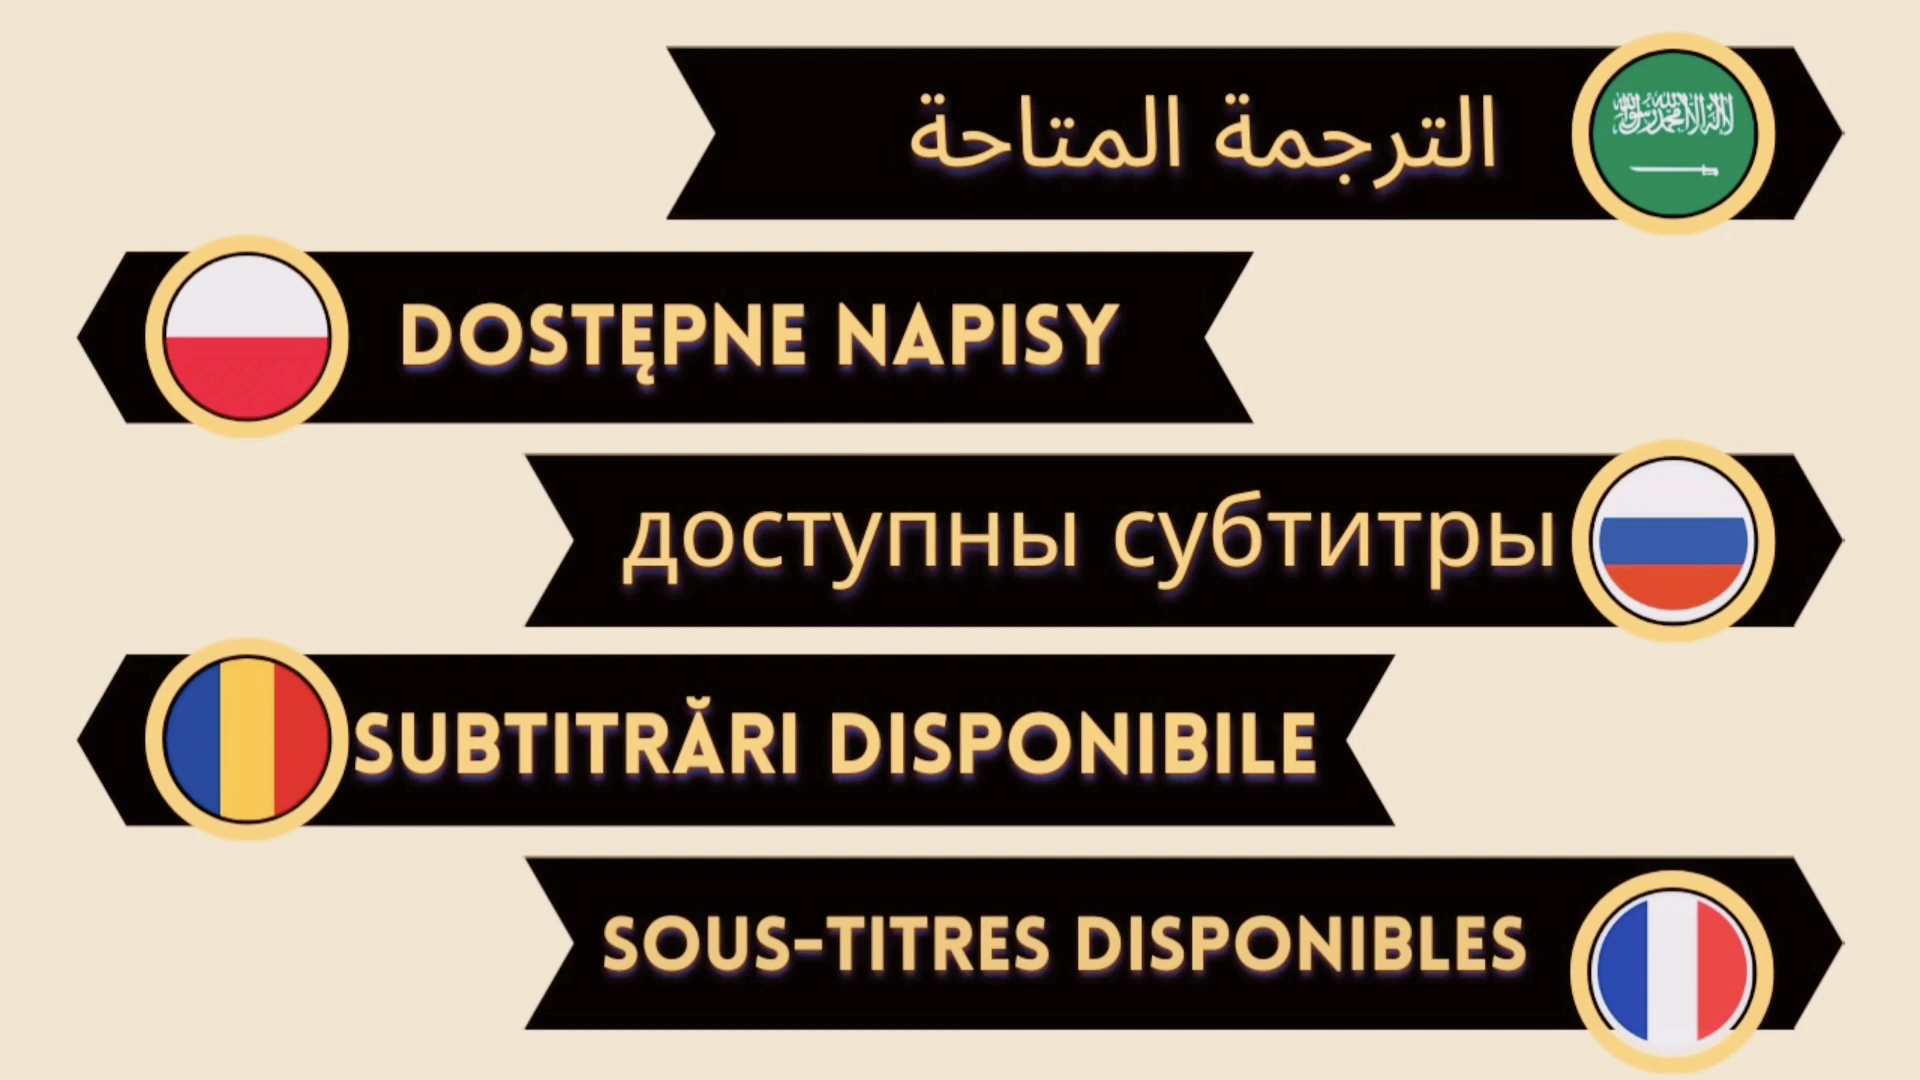 الترجمة المتاحة
DOSTĘPNE NAPISY
доступны субтитры
SUBTITRĂRI DISPONIBILE
SOUS-TITRES DISPONIBLES